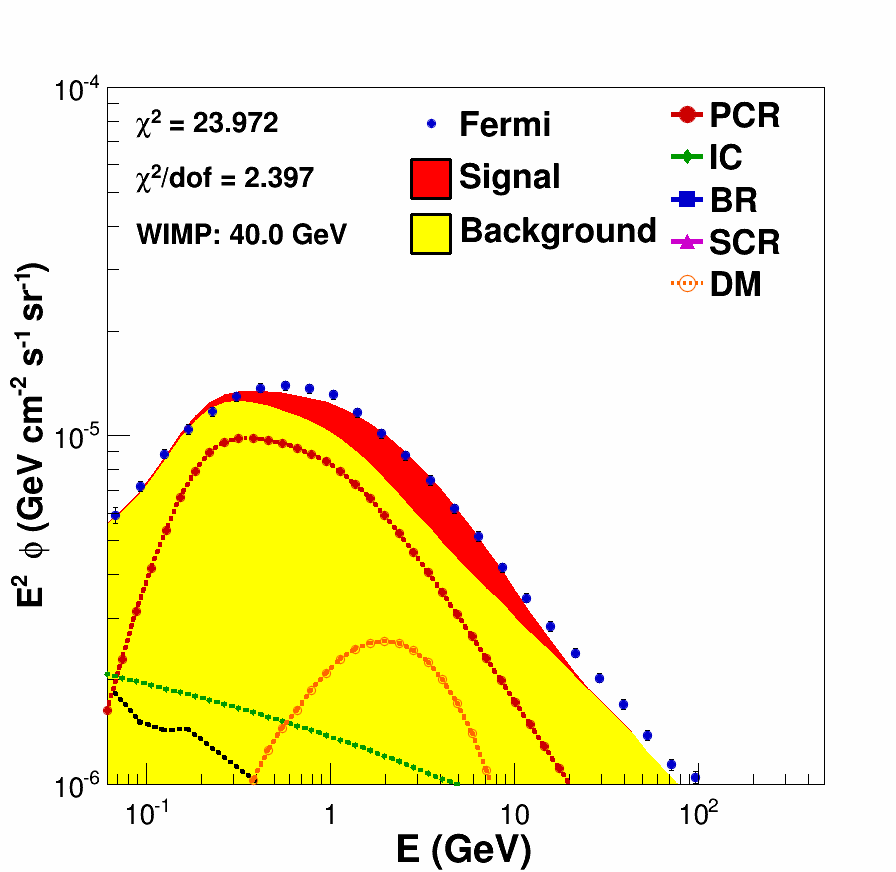 10⁻⁴
χ² = 23.972
χ²/dof = 2.397
WIMP: 40.0 GeV
Fermi
Signal
Background
PCR
IC
BR
SCR
DM
E² ϕ (GeV cm⁻² s⁻¹ sr⁻¹)
10⁻⁵
10⁻⁶
10⁻¹
1
10
10²
E (GeV)